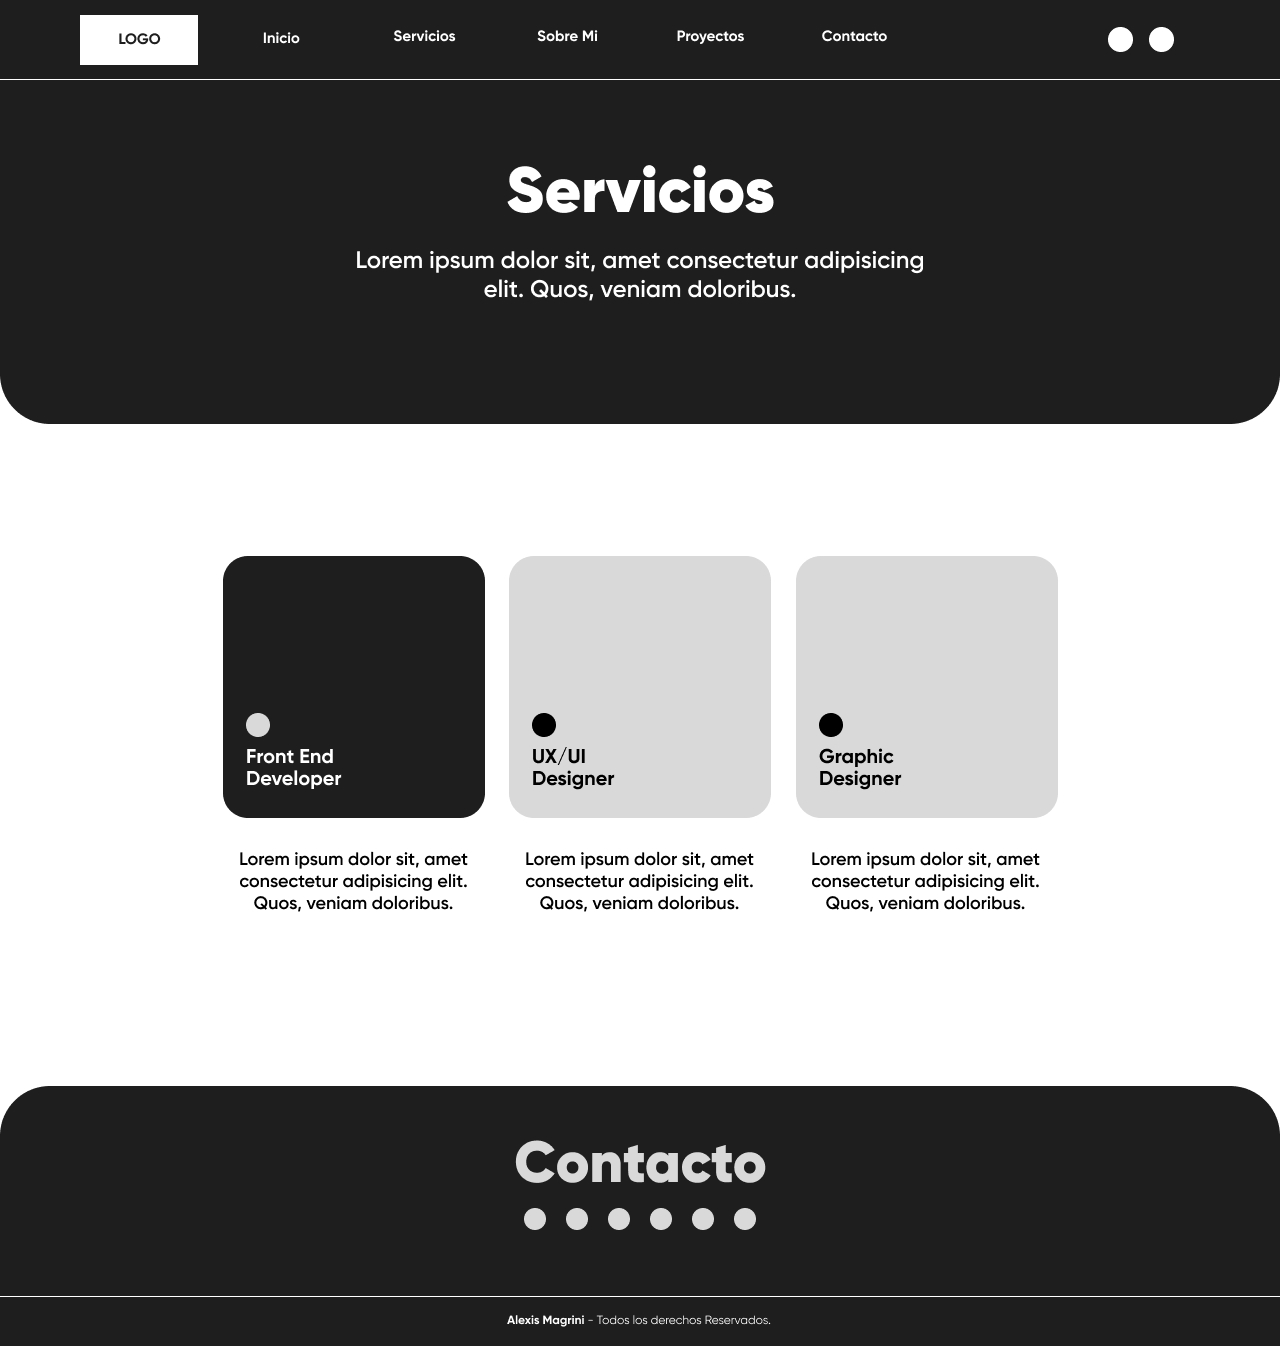 LOGO
Inicio
Servicios
Sobre Mi
Proyectos
Contacto
Servicios
Lorem ipsum dolor sit, amet consectetur adipisicing
elit. Quos, veniam doloribus.
Front End
Developer
UX/UI
Designer
Graphic
Designer
Lorem ipsum dolor sit, amet
consectetur adipisicing elit.
Quos, veniam doloribus.
Lorem ipsum dolor sit, amet
consectetur adipisicing elit.
Quos, veniam doloribus.
Lorem ipsum dolor sit, amet
consectetur adipisicing elit.
Quos, veniam doloribus.
Contacto
Alexis Magrini - Todos los derechos Reservados.